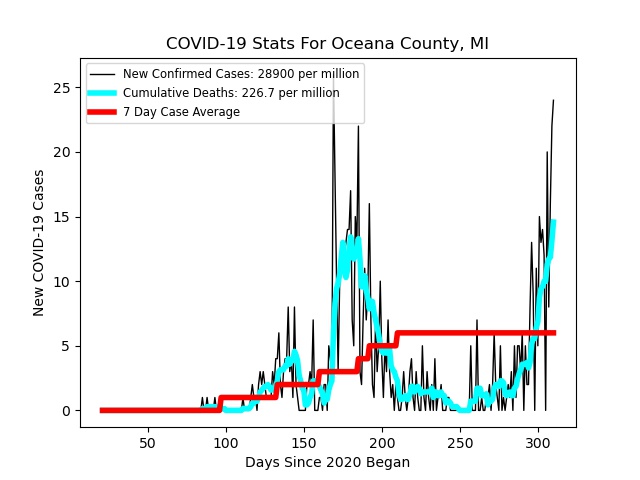 COVID-19 Stats For Oceana County, MI
New Confirmed Cases: 28900 per million
Cumulative Deaths: 226.7 per million
7 Day Case Average
New COVID-19 Cases
25
20
15
10
5
0
50 100 150 200 250 300
Days Since 2020 Began